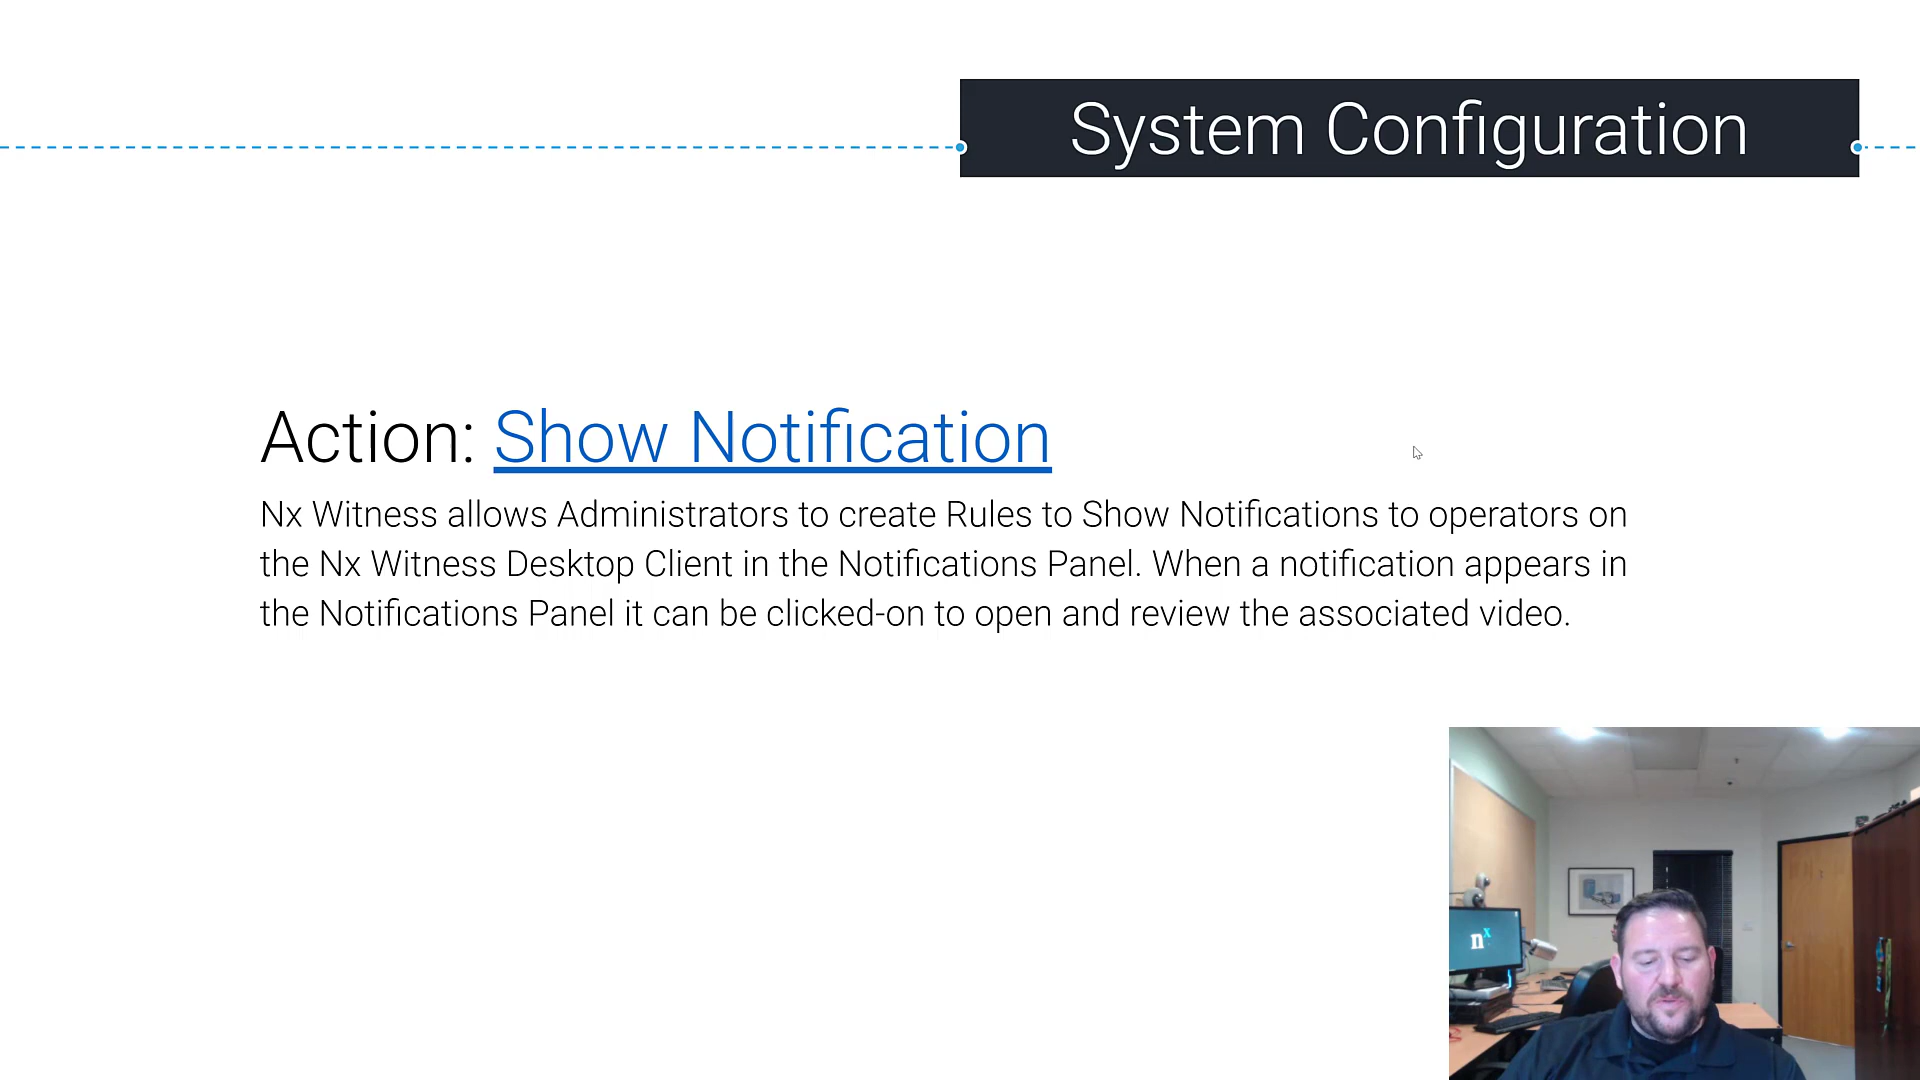 System Configuration
Action: Show Notification
Nx Witness allows Administrators to create Rules to Show Notifications to operators on
the Nx Witness Desktop Client in the Notifications Panel. When a notification appears in
the Notifications Panel it can be clicked-on to open and review the associated video.
nx